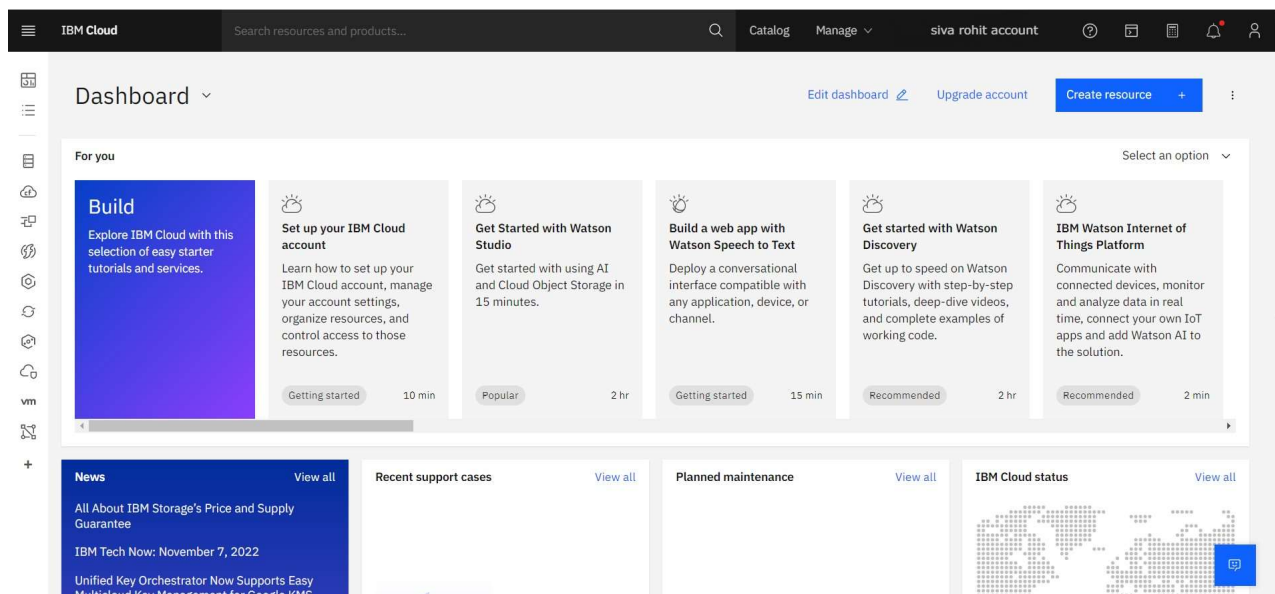 IBM Cloud
Search resources and products...
Catalog
Manage
siva rohit account
Dashboard
Edit dashboard
Upgrade account
Create resource +
For you
Select an option
Build
Explore IBM Cloud with this
selection of easy starter
tutorials and services.
Set up your IBM Cloud
account
Learn how to set up your
IBM Cloud account, manage
your account settings,
organize resources, and
control access to those
resources.
Getting started
10 min
Get Started with Watson
Studio
Get started with using AI
and Cloud Object Storage in
15 minutes.
Popular
2 hr
Build a web app with
Watson Speech to Text
Deploy a conversational
interface compatible with
any application, device, or
channel.
Getting started
15 min
Get started with Watson
Discovery
Get up to speed on Watson
Discovery with step-by-step
tutorials, deep-dive videos,
and complete examples of
working code.
Recommended
2 hr
IBM Watson Internet of
Things Platform
Communicate with
connected devices, monitor
and analyze data in real
time, connect your own IoT
apps and add Watson AI to
the solution.
Recommended
2 min
vm
+
News
View all
All About IBM Storage's Price and Supply
Guarantee
IBM Tech Now: November 7, 2022
Unified Key Orchestrator Now Supports Easy
Multicloud Key Management for Google KMS
Recent support cases
View all
Planned maintenance
View all
IBM Cloud status
View all